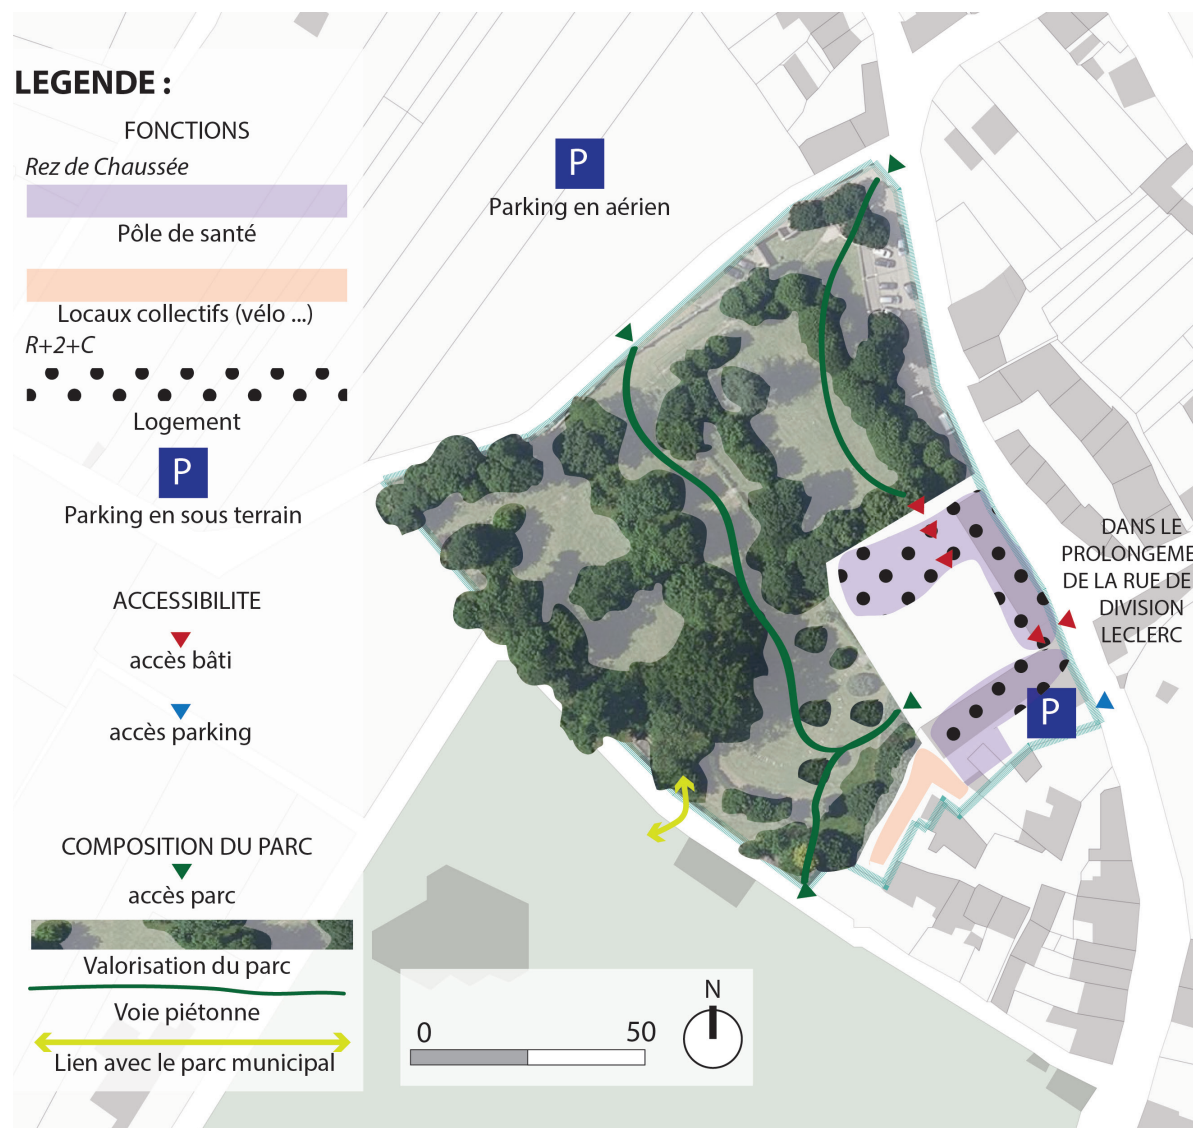 LEGENDE :
FONCTIONS
Rez de Chaussée
Pôle de santé
Locaux collectifs (vélo ...)
R+2+C
Logement
P
Parking en sous terrain
ACCESSIBILITE
accès bâti
accès parking
COMPOSITION DU PARC
accès parc
Valorisation du parc
Voie piétonne
Lien avec le parc municipal
P
Parking en aérien
DANS LE
PROLONGEME
DE LA RUE DE
DIVISION
LECLERC
P
0 50
N